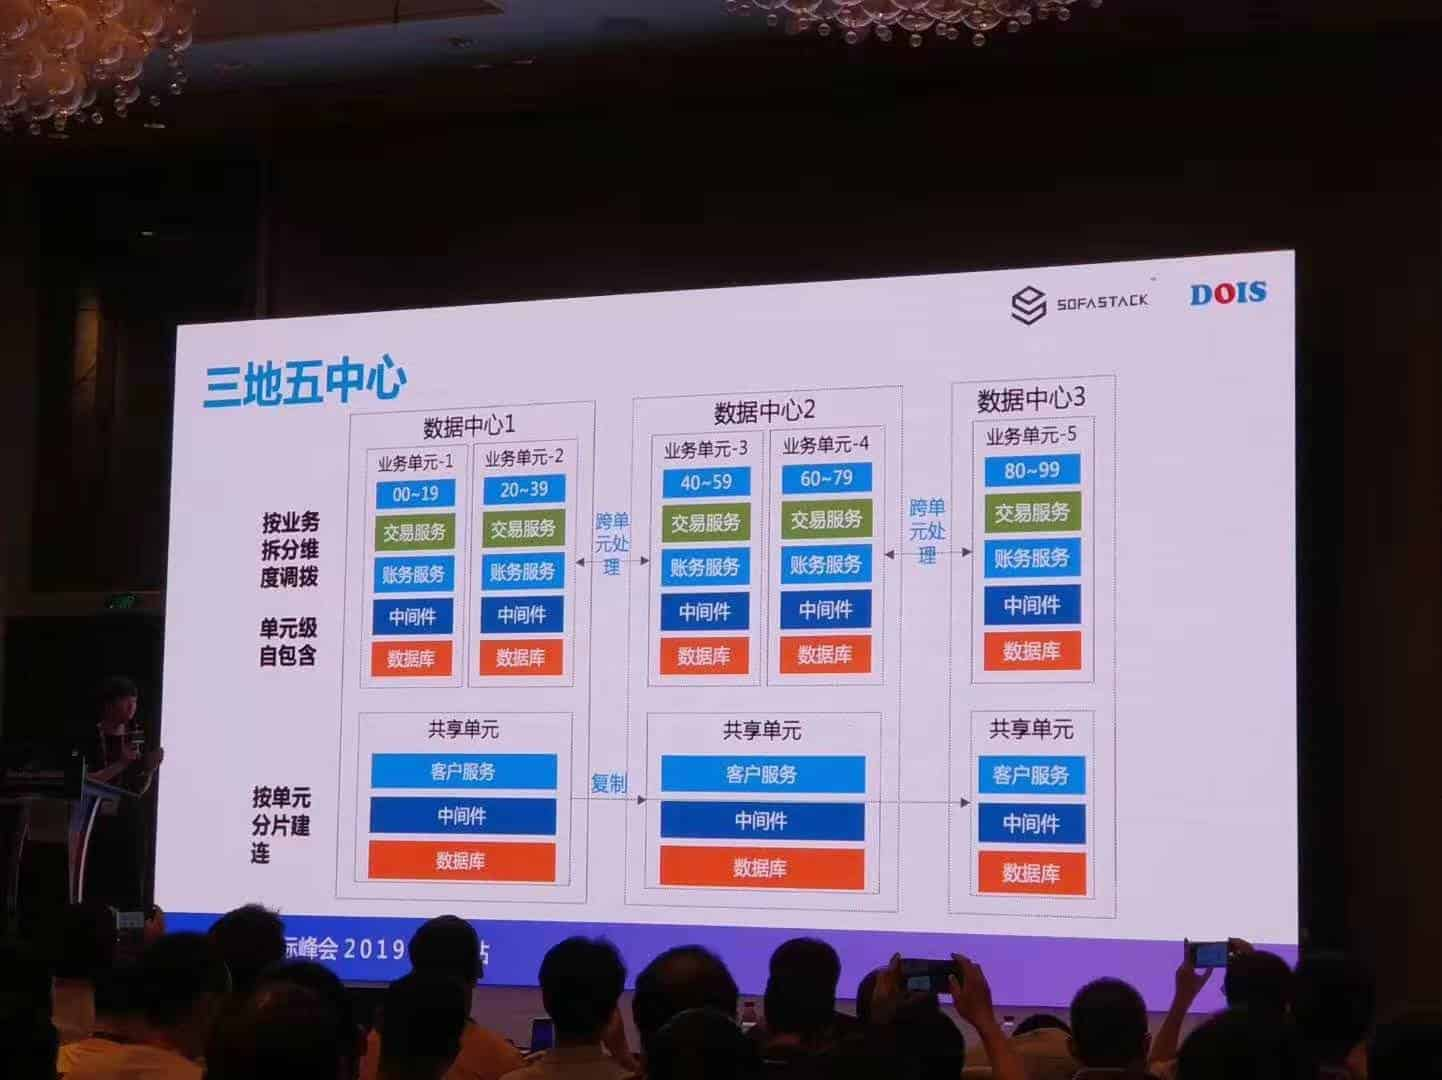 SOFASTACK
DOIS
三地五中心
数据中心1
业务单元-1
00~19
交易服务
账务服务
中间件
数据库
业务单元-2
20~39
交易服务
账务服务
中间件
数据库
跨单
元处
理
数据中心2
业务单元-3
40~59
交易服务
账务服务
中间件
数据库
业务单元-4
60~79
交易服务
账务服务
中间件
数据库
跨单
元处
理
数据中心3
业务单元-5
80~99
交易服务
账务服务
中间件
数据库
按业务
拆分维
度调拨
单元级
自包含
按单元
分片建
连
共享单元
客户服务
中间件
数据库
复制
共享单元
客户服务
中间件
数据库
共享单元
客户服务
中间件
数据库
际峰会2019
站